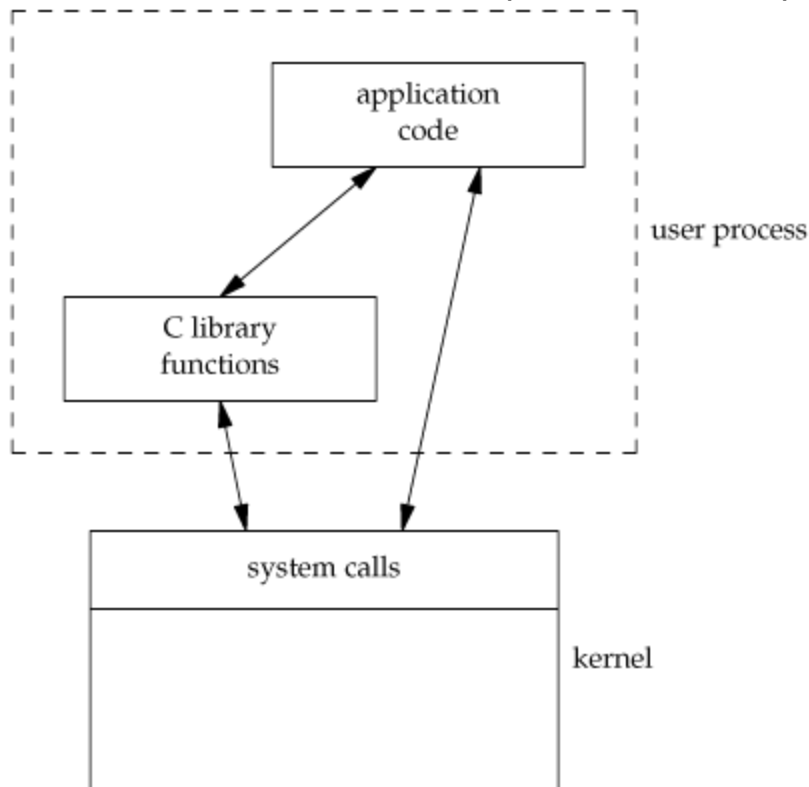 application
code
user process
C library
functions
system calls
kernel